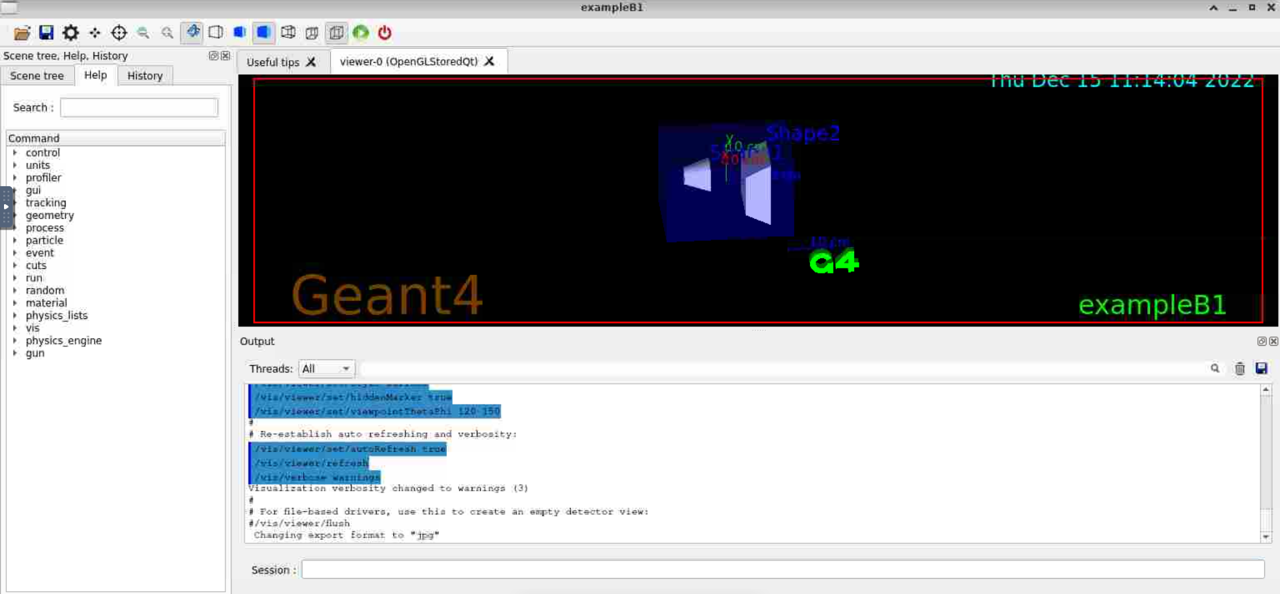 exampleB1
Scene tree, Help, History
Useful tips
viewer-0 (OpenGLStoredQt)
Scene tree
Help
History
Search :
Command
control
units
profiler
gui
tracking
geometry
process
particle
event
cuts
run
random
material
physics_lists
vis
physics_engine
gun
Thu Dec 15 11:14:04 2022
Shape2
Y
10 cm
G4
Geant4
exampleB1
Output
Threads:
All
/vis/viewer/set/hiddenMarker true
/vis/viewer/set/viewpointThetaPhi 120 150
#
# Re-establish auto refreshing and verbosity:
/vis/viewer/set/autoRefresh true
/vis/viewer/refresh
/vis/verbose warnings
Visualization verbosity changed to warnings (3)
#
# For file-based drivers, use this to create an empty detector view:
#/vis/viewer/flush
Changing export format to "jpg"
Session :